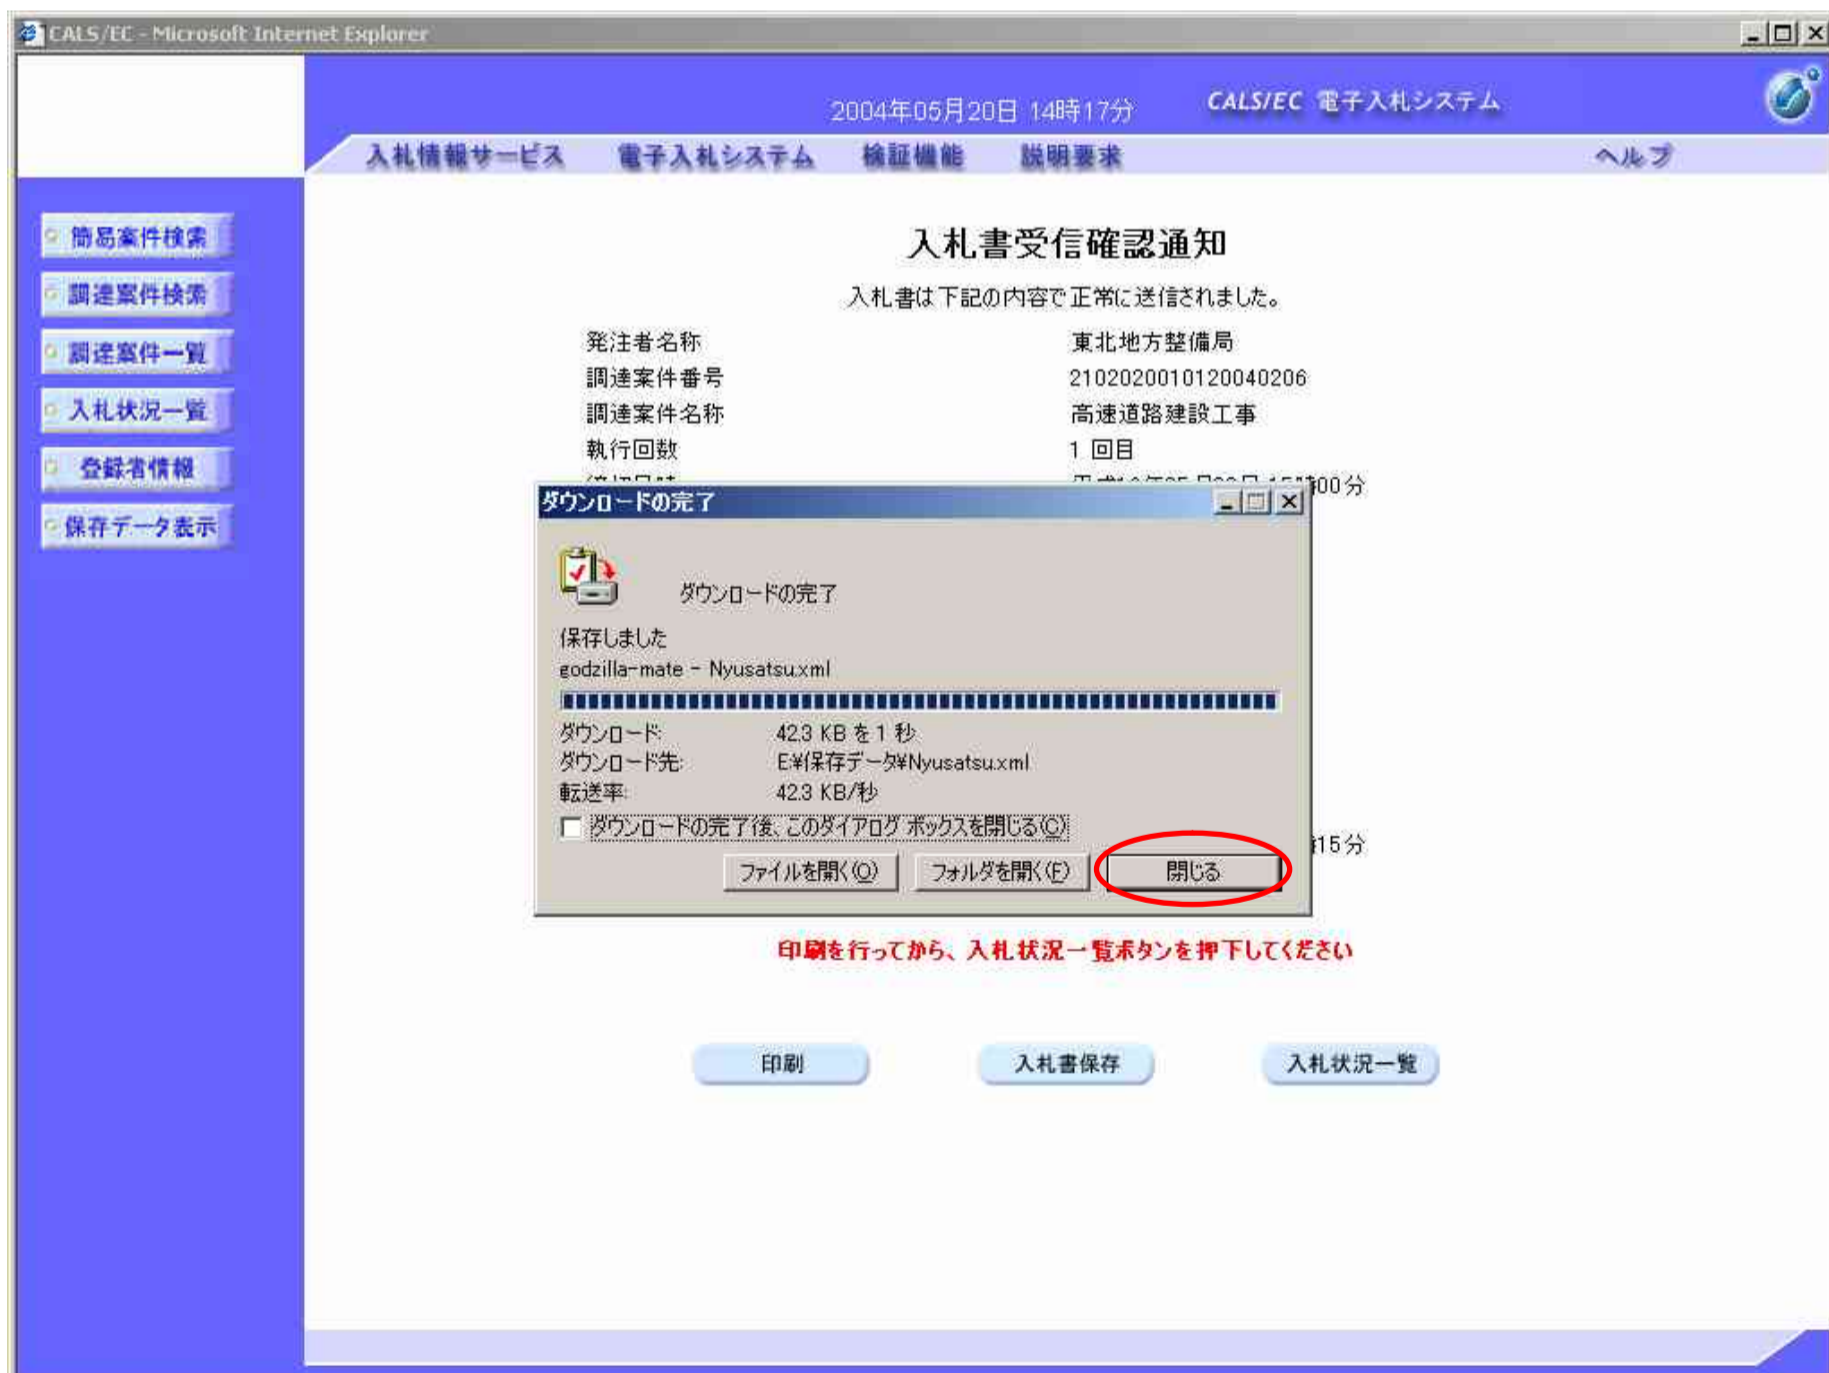 CALS/EC - Microsoft Internet Explorer
2004年05月20日 14時17分
CALS/EC 電子入札システム
入札情報サービス 電子入札システム 検証機能 説明要求 ヘルプ
簡易案件検索
調達案件検索
調達案件一覧
入札状況一覧
登録者情報
保存データ表示
入札書受信確認通知
入札書は下記の内容で正常に送信されました。
発注者名称 東北地方整備局
調達案件番号 2102020010120040206
調達案件名称 高速道路建設工事
執行回数 1 回目
00分
ダウンロードの完了
ダウンロードの完了
保存しました
godzilla-mate - Nyusatsu.xml
ダウンロード: 42.3 KB を 1 秒
ダウンロード先: E:¥保存データ¥Nyusatsu.xml
転送率: 42.3 KB/秒
ダウンロードの完了後、このダイアログ ボックスを閉じる(C)
ファイルを開く(O) フォルダを開く(F) 閉じる
15分
印刷を行ってから、入札状況一覧ボタンを押下してください
印刷 入札書保存 入札状況一覧